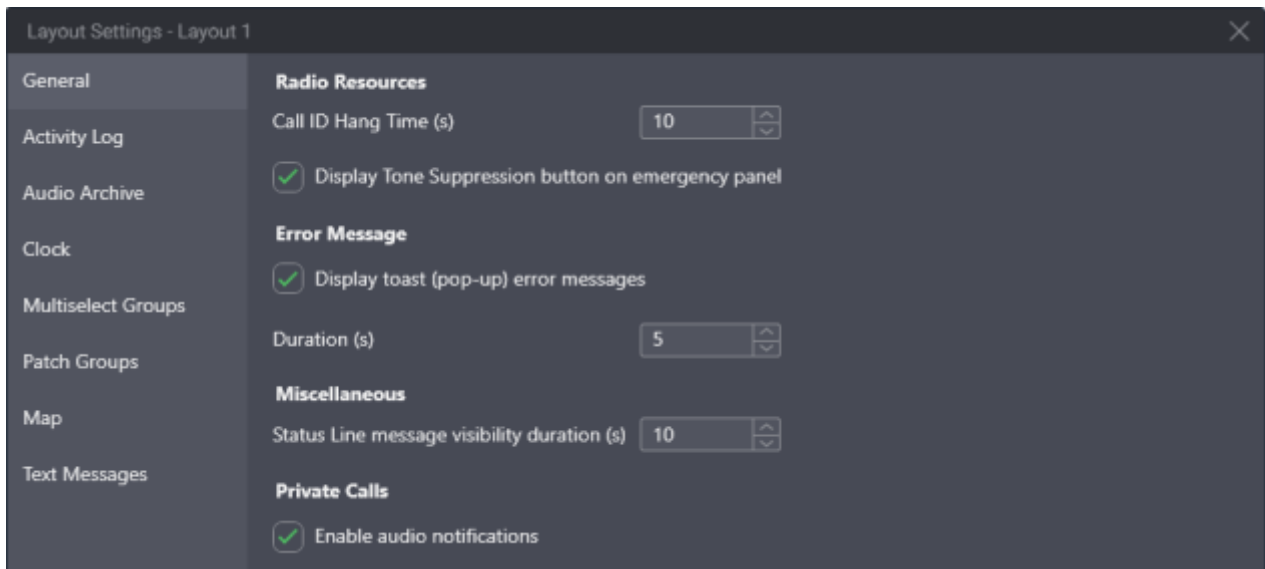 Layout Settings - Layout 1
General
Activity Log
Audio Archive
Clock
Multiselect Groups
Patch Groups
Map
Text Messages
Radio Resources
Call ID Hang Time (s) 10
Display Tone Suppression button on emergency panel
Error Message
Display toast (pop-up) error messages
Duration (s) 5
Miscellaneous
Status Line message visibility duration (s) 10
Private Calls
Enable audio notifications